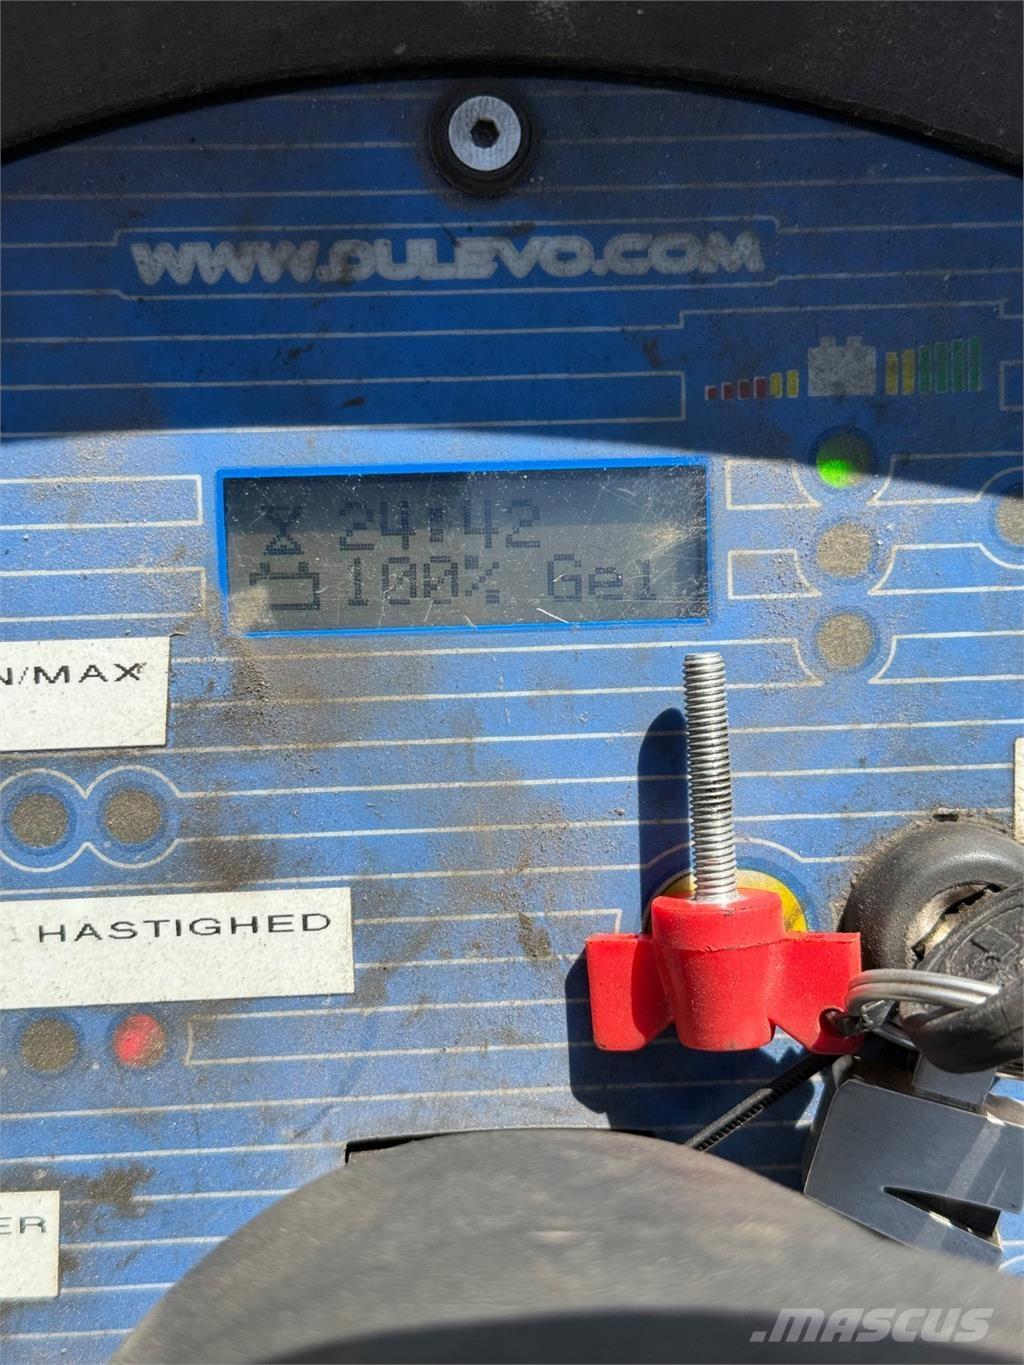 WWW.DULEVO.COM
24:42
100% Gel
N/MAX
HASTIGHED
ER
MASCUS